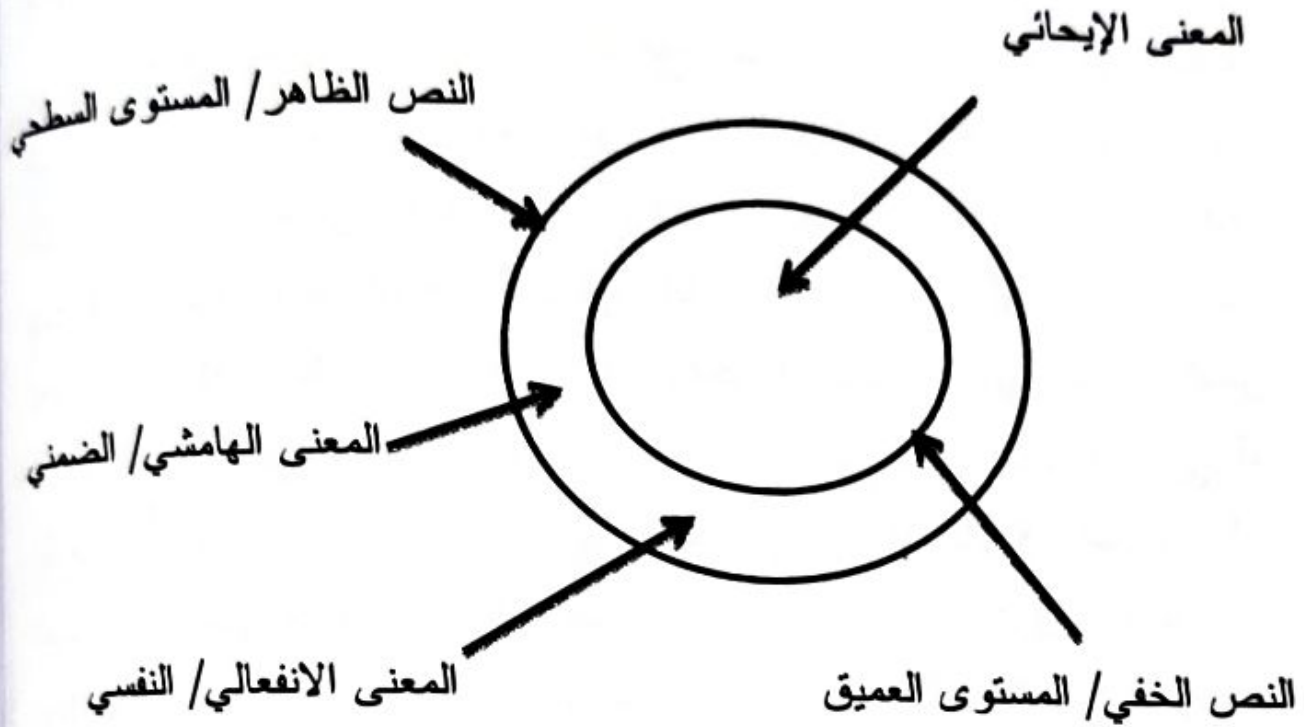 المعنى الإيحائي
النص الظاهر/ المستوى السطحي
المعنى الهامشي/ الضمني
المعنى الانفعالي/ النفسي
النص الخفي/ المستوى العميق